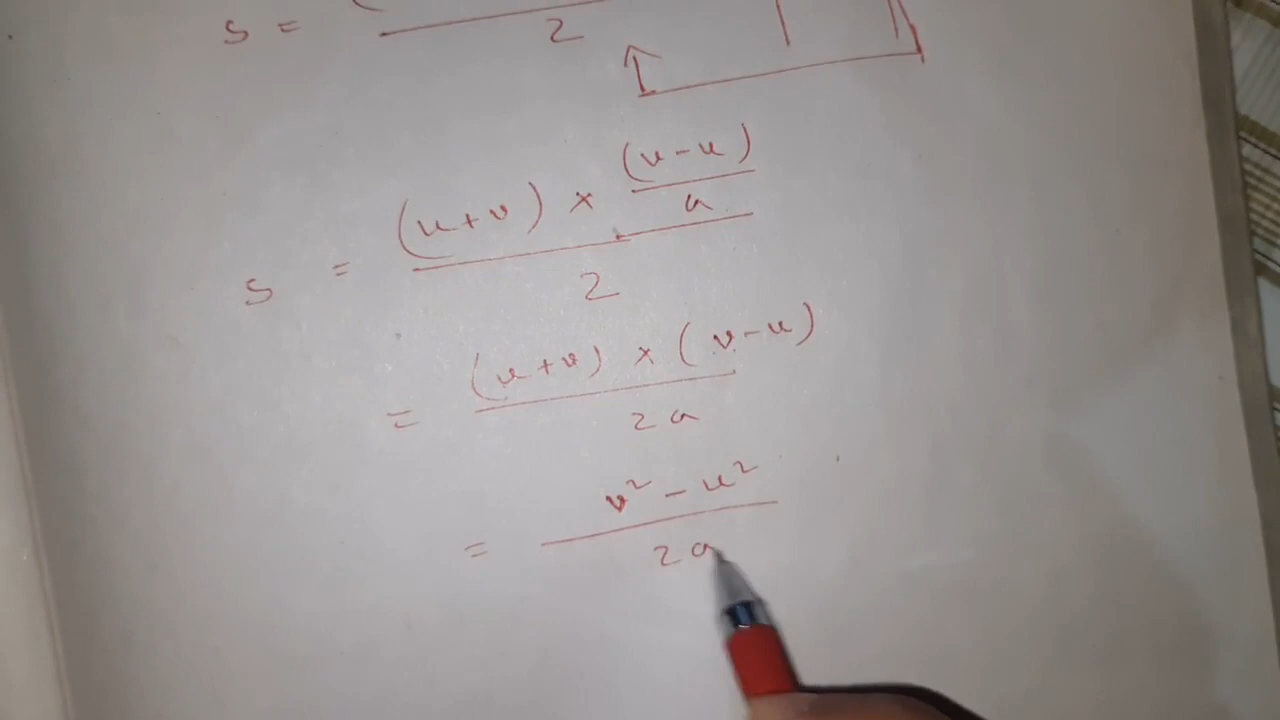 s = 2
s = (u+v) × (v-u)/a / 2
= (u+v) × (v-u) / 2a
= v² - u² / 2a